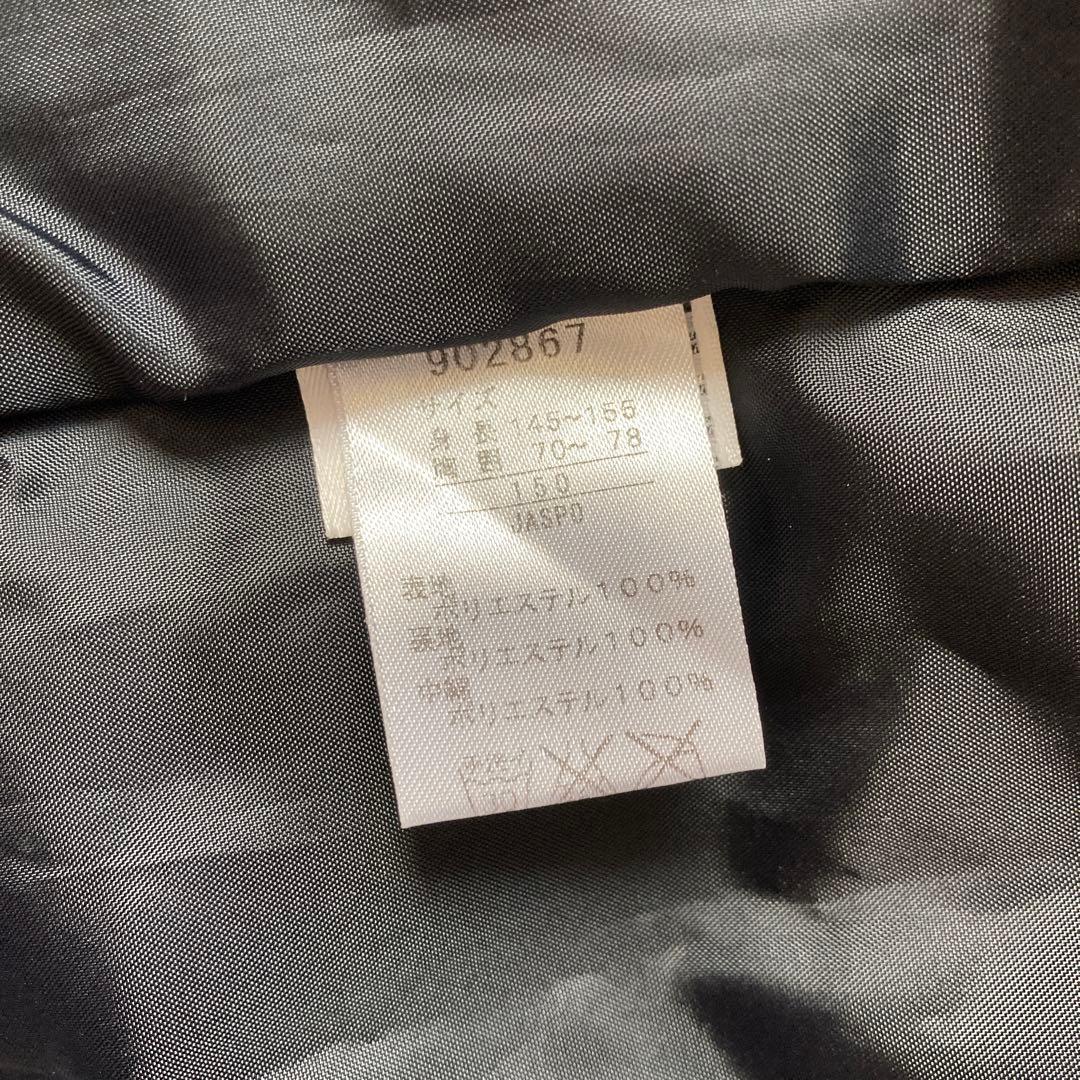 902867
サイズ
身長 145~155
胸囲 70~ 78
150
JASPO
表地
ポリエステル100%
裏地
ポリエステル100%
中綿
ポリエステル100%